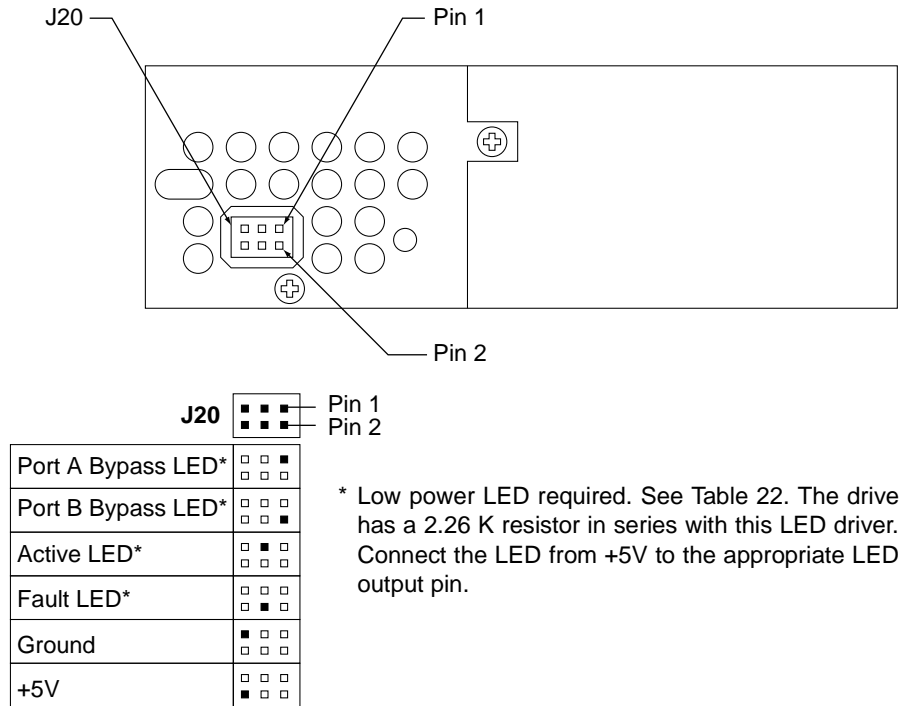 J20
Pin 1
Pin 2
J20
Pin 1
Pin 2
Port A Bypass LED*
Port B Bypass LED*
Active LED*
Fault LED*
Ground
+5V
* Low power LED required. See Table 22. The drive
has a 2.26 K resistor in series with this LED driver.
Connect the LED from +5V to the appropriate LED
output pin.